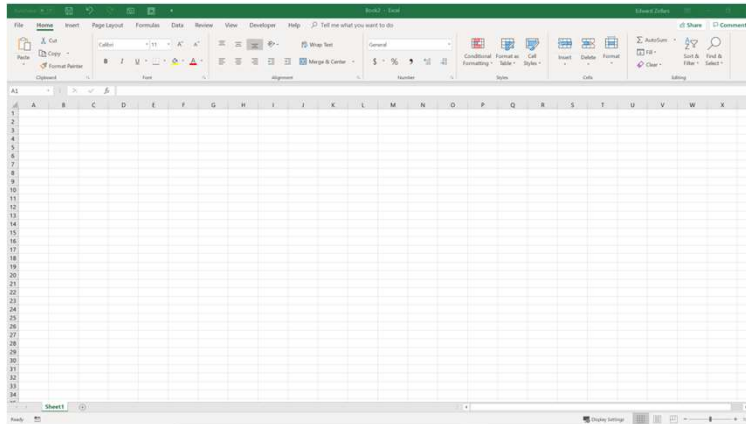 Book2 - Excel
File Home Insert Page Layout Formulas Data Review View Developer Help Tell me what you want to do Share Comment
Paste
Cut
Copy
Format Painter
Calibri 11
B I U
Wrap Text
Merge & Center
General
$ %
Conditional Formatting
Format as Table
Cell Styles
Insert
Delete
Format
AutoSum
Fill
Clear
Sort & Filter
Find & Select
Clipboard Font Alignment Number Styles Cells Editing
A1 fx
A B C D E F G H I J K L M N O P Q R S T U V W X
1
2
3
4
5
6
7
8
9
10
11
12
13
14
15
16
17
18
19
20
21
22
23
24
25
26
27
28
29
30
31
32
33
34
Sheet1
Ready Display Settings